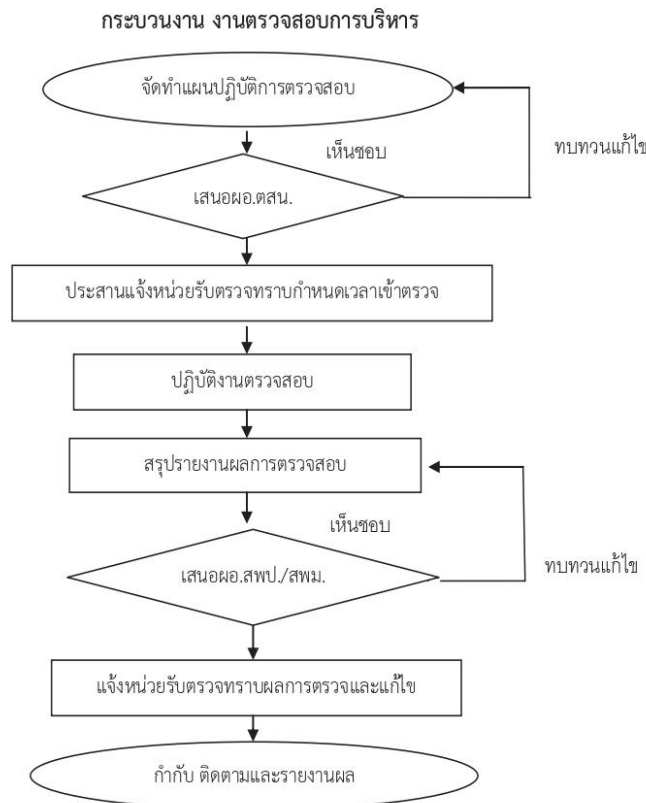 กระบวนงาน งานตรวจสอบการบริหาร
จัดทำแผนปฏิบัติการตรวจสอบ
เห็นชอบ
ทบทวนแก้ไข
เสนอผอ.ตสน.
ประสานแจ้งหน่วยรับตรวจทราบกำหนดเวลาเข้าตรวจ
ปฏิบัติงานตรวจสอบ
สรุปรายงานผลการตรวจสอบ
เห็นชอบ
ทบทวนแก้ไข
เสนอผอ.สพป./สพม.
แจ้งหน่วยรับตรวจทราบผลการตรวจและแก้ไข
กำกับ ติดตามและรายงานผล